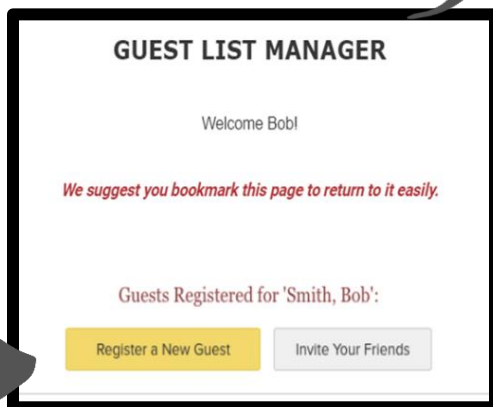 GUEST LIST MANAGER
Welcome Bob!
We suggest you bookmark this page to return to it easily.
Guests Registered for 'Smith, Bob':
Register a New Guest
Invite Your Friends